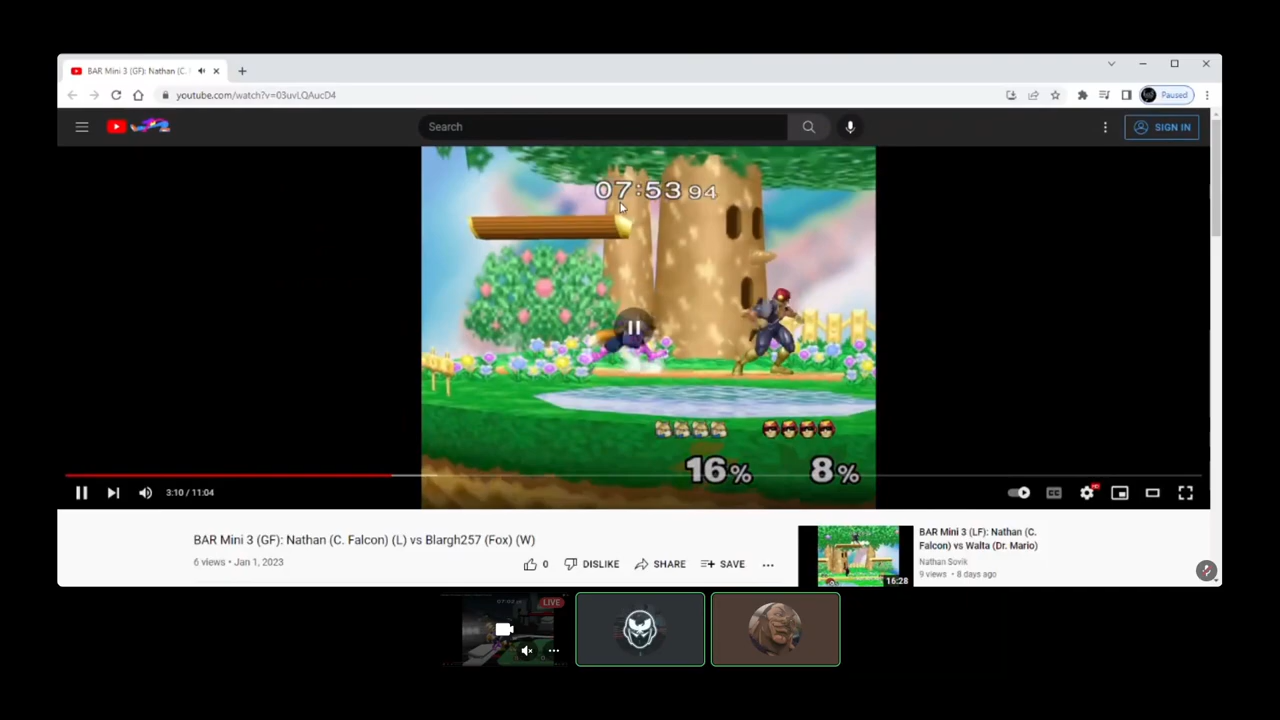 BAR Mini 3 (GF): Nathan (C.
youtube.com/watch?v=03uvLQAucD4
Paused
Search
SIGN IN
07:53 94
16% 8%
3:10 / 11:04
CC
HD
BAR Mini 3 (GF): Nathan (C. Falcon) (L) vs Blargh257 (Fox) (W)
6 views • Jan 1, 2023
0 DISLIKE SHARE SAVE
16:28
BAR Mini 3 (LF): Nathan (C.
Falcon) vs Walta (Dr. Mario)
Nathan Sovik
9 views • 8 days ago
LIVE